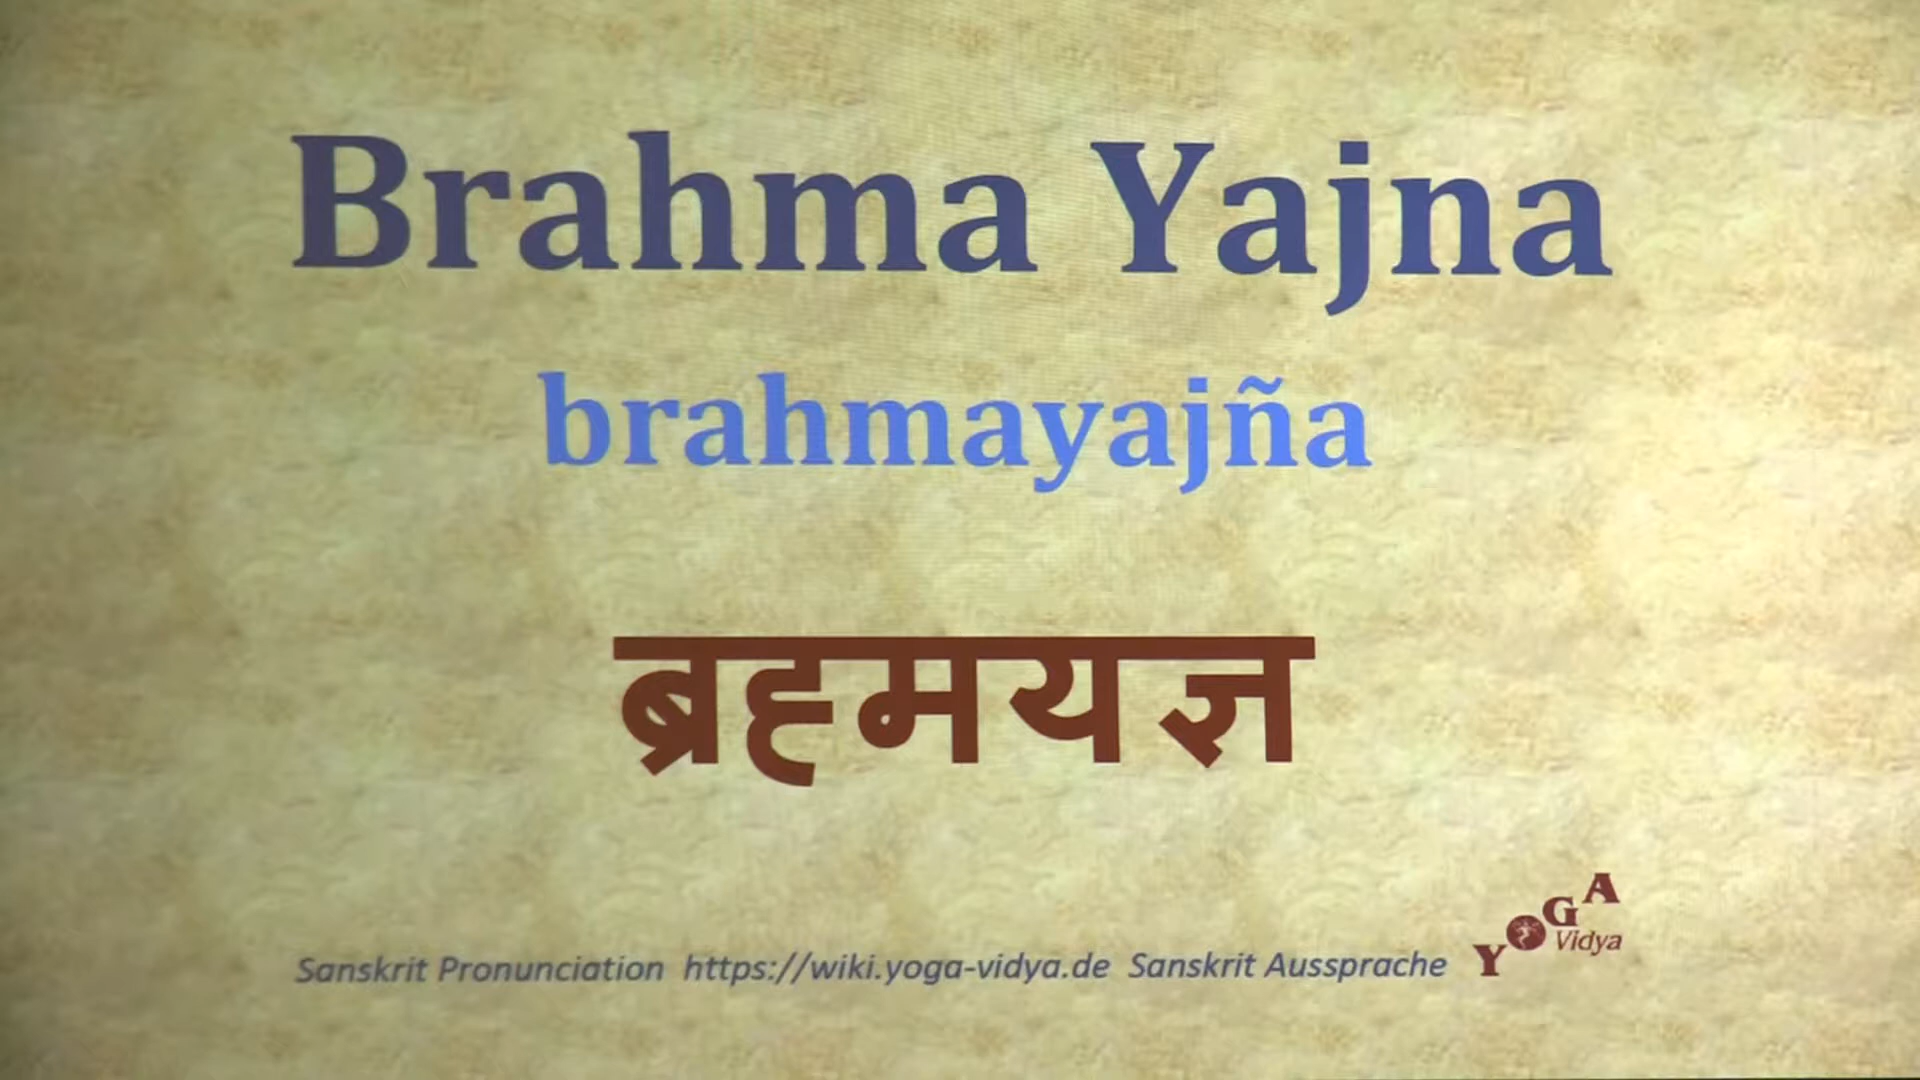 Brahma Yajna
brahmayajña
ब्रह्मयज्ञ
Sanskrit Pronunciation https://wiki.yoga-vidya.de Sanskrit Aussprache
YOGA
Vidya